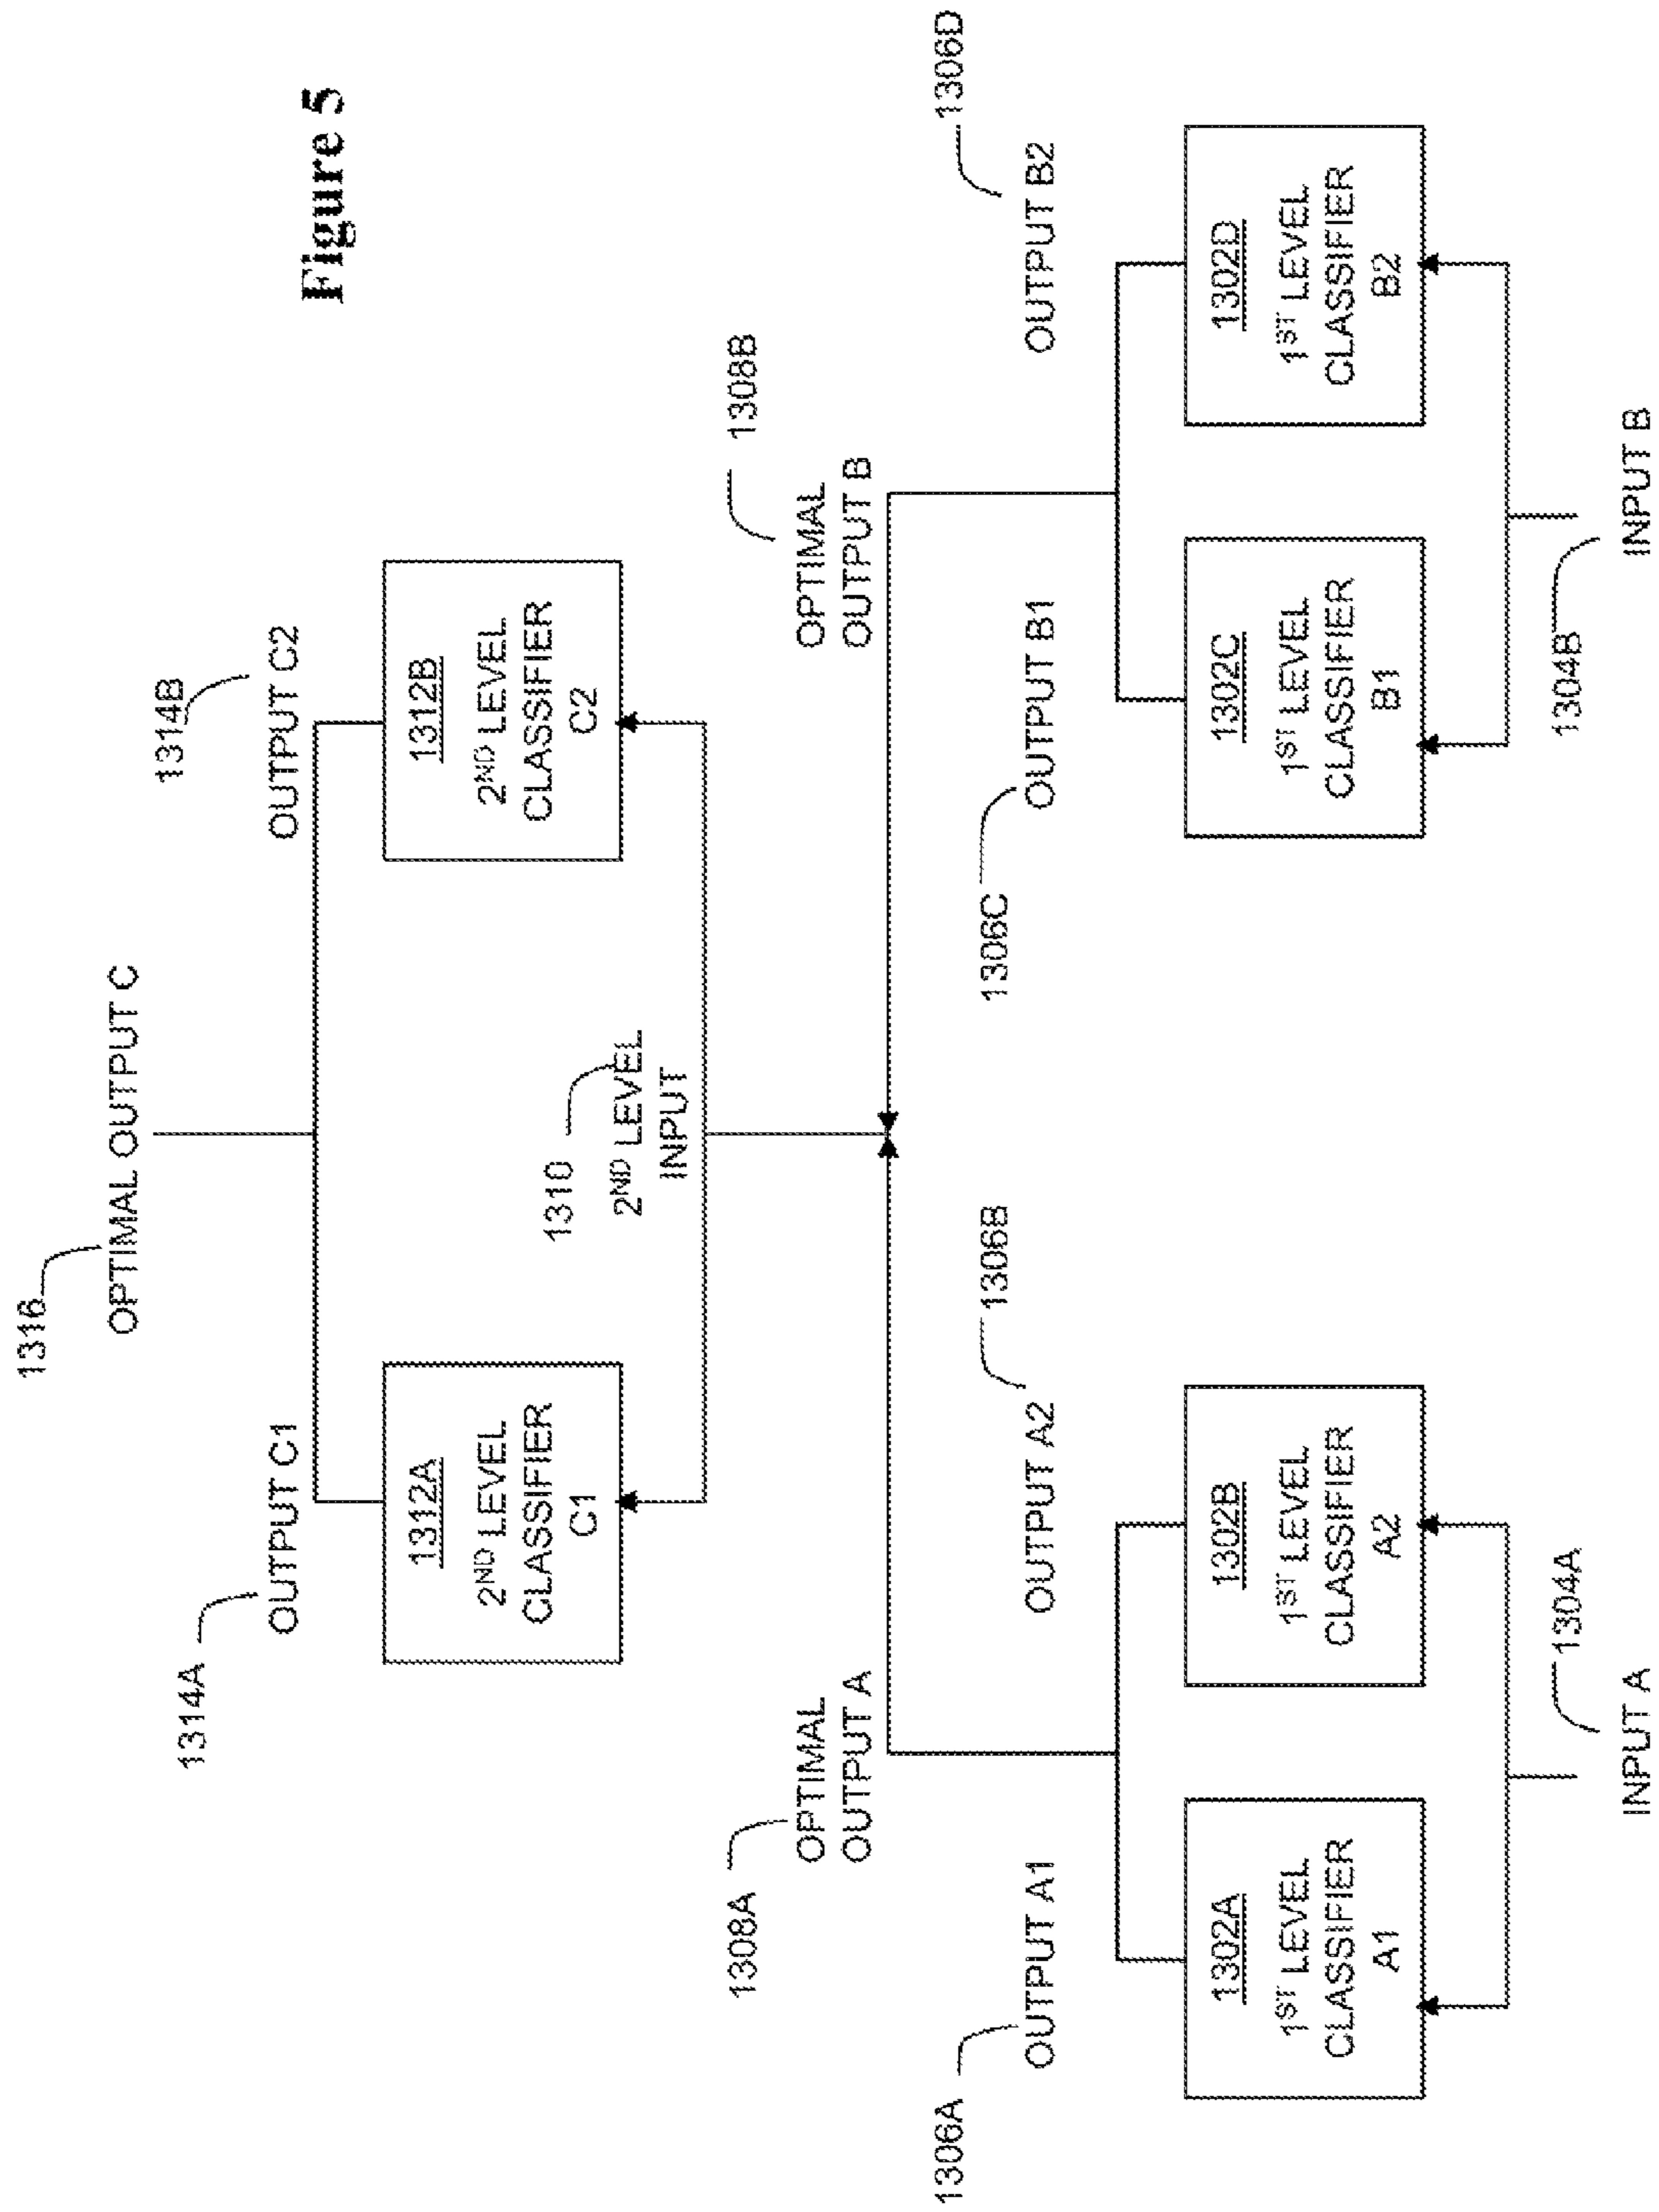 Figure 5
1316
OPTIMAL OUTPUT C
1314A
OUTPUT C1
1314B
OUTPUT C2
1312A
2ND LEVEL
CLASSIFIER
C1
1312B
2ND LEVEL
CLASSIFIER
C2
1310
2ND LEVEL
INPUT
1308A
OPTIMAL
OUTPUT A
1308B
OPTIMAL
OUTPUT B
1306A
OUTPUT A1
1306B
OUTPUT A2
1306C
OUTPUT B1
1306D
OUTPUT B2
1302A
1ST LEVEL
CLASSIFIER
A1
1302B
1ST LEVEL
CLASSIFIER
A2
1302C
1ST LEVEL
CLASSIFIER
B1
1302D
1ST LEVEL
CLASSIFIER
B2
1304A
INPUT A
1304B
INPUT B